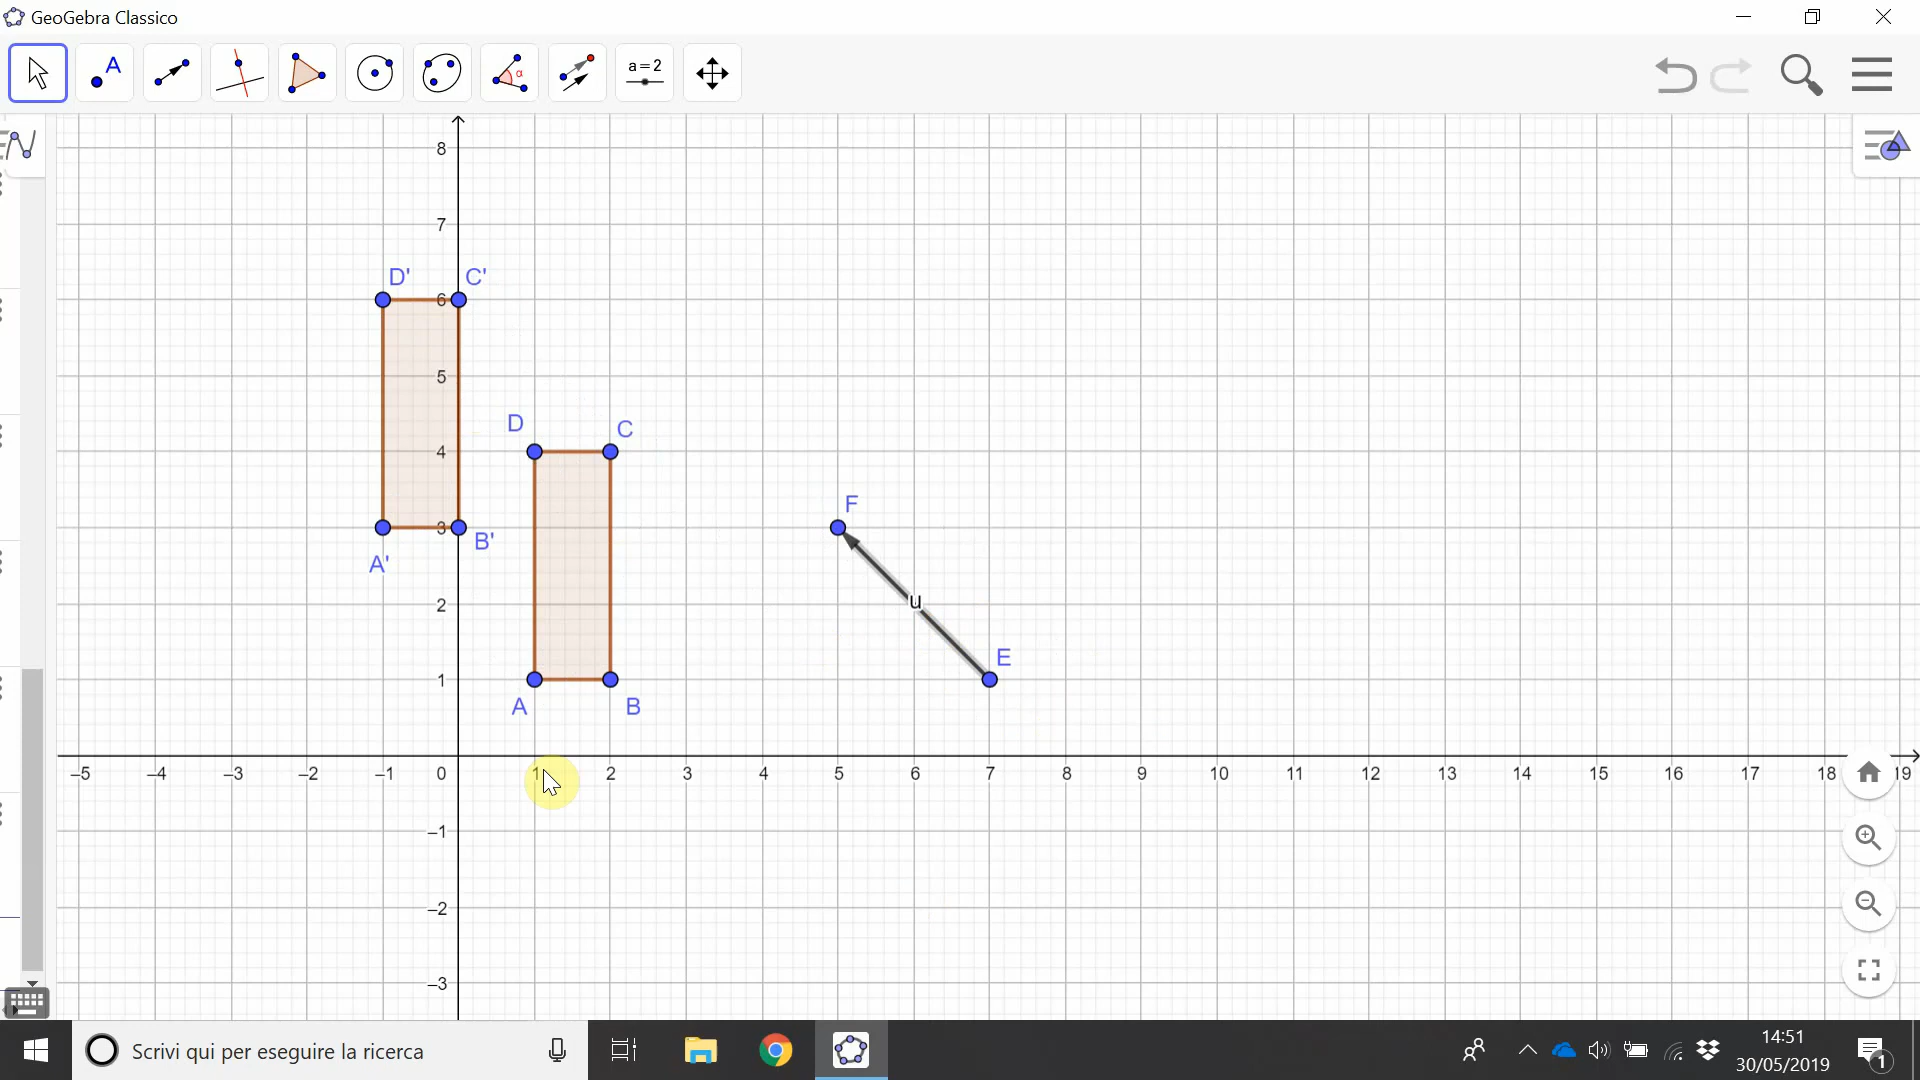 GeoGebra Classico
A
α
a=2
8
7
D' C'
6
5
D C
4
F
3
B'
A'
2
u
E
1
A B
–5 –4 –3 –2 –1 0 1 2 3 4 5 6 7 8 9 10 11 12 13 14 15 16 17 18 19
–1
–2
–3
Scrivi qui per eseguire la ricerca
14:51
30/05/2019
1